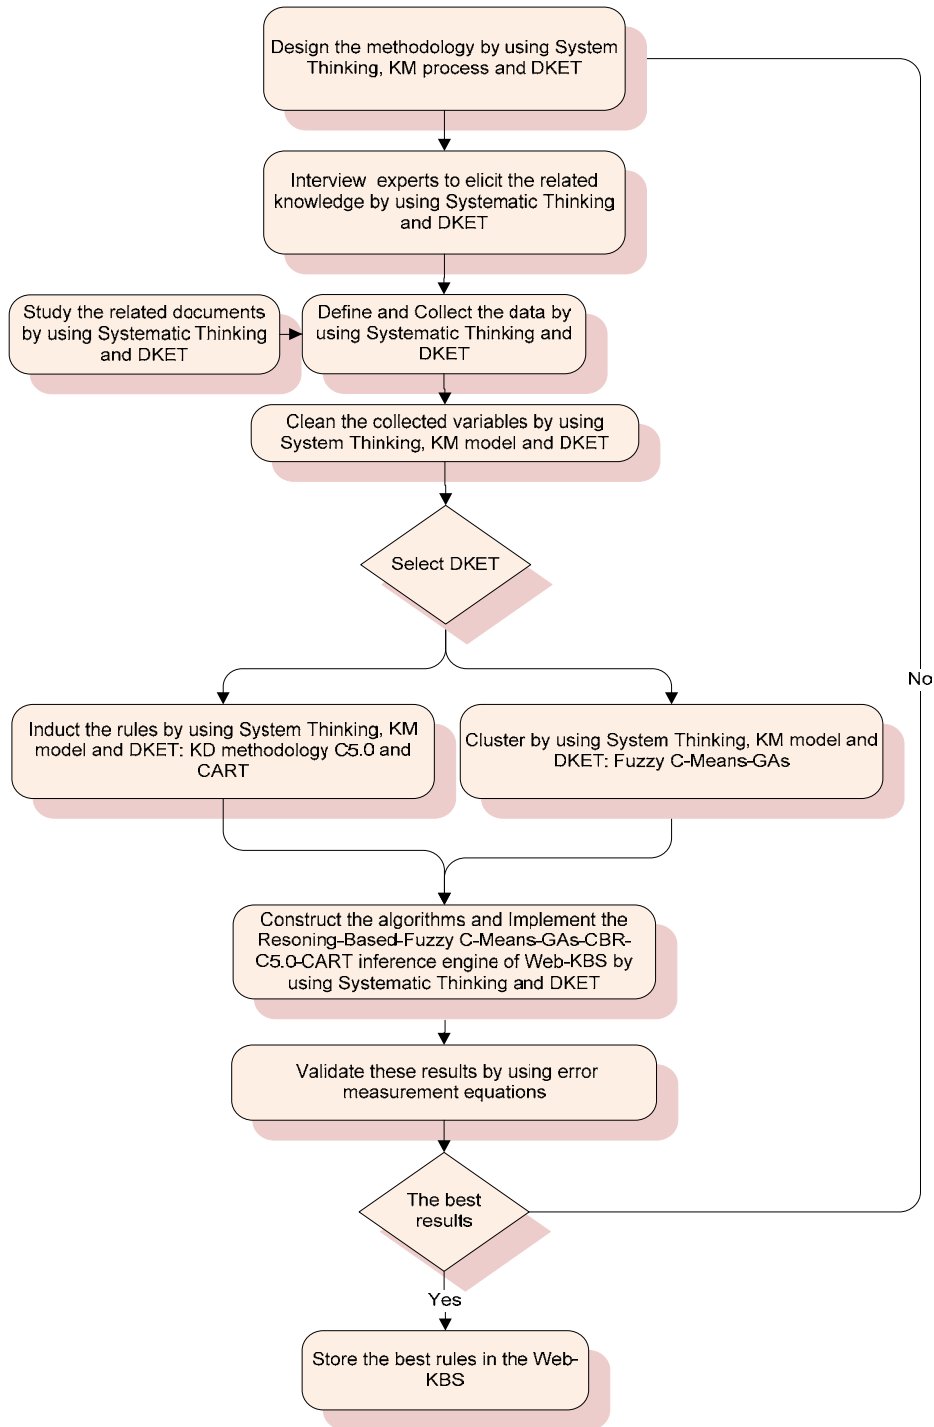 Design the methodology by using System
Thinking, KM process and DKET
Interview  experts to elicit the related
knowledge by using Systematic Thinking
and DKET
Study the related documents
by using Systematic Thinking
and DKET
Define and Collect the data by
using Systematic Thinking and
DKET
Clean the collected variables by using
System Thinking, KM model and DKET
Select DKET
No
Induct the rules by using System Thinking, KM
model and DKET: KD methodology C5.0 and
CART
Cluster by using System Thinking, KM model and
DKET: Fuzzy C-Means-GAs
Construct the algorithms and Implement the
Resoning-Based-Fuzzy C-Means-GAs-CBR-
C5.0-CART inference engine of Web-KBS by
using Systematic Thinking and DKET
Validate these results by using error
measurement equations
The best
results
Yes
Store the best rules in the Web-
KBS